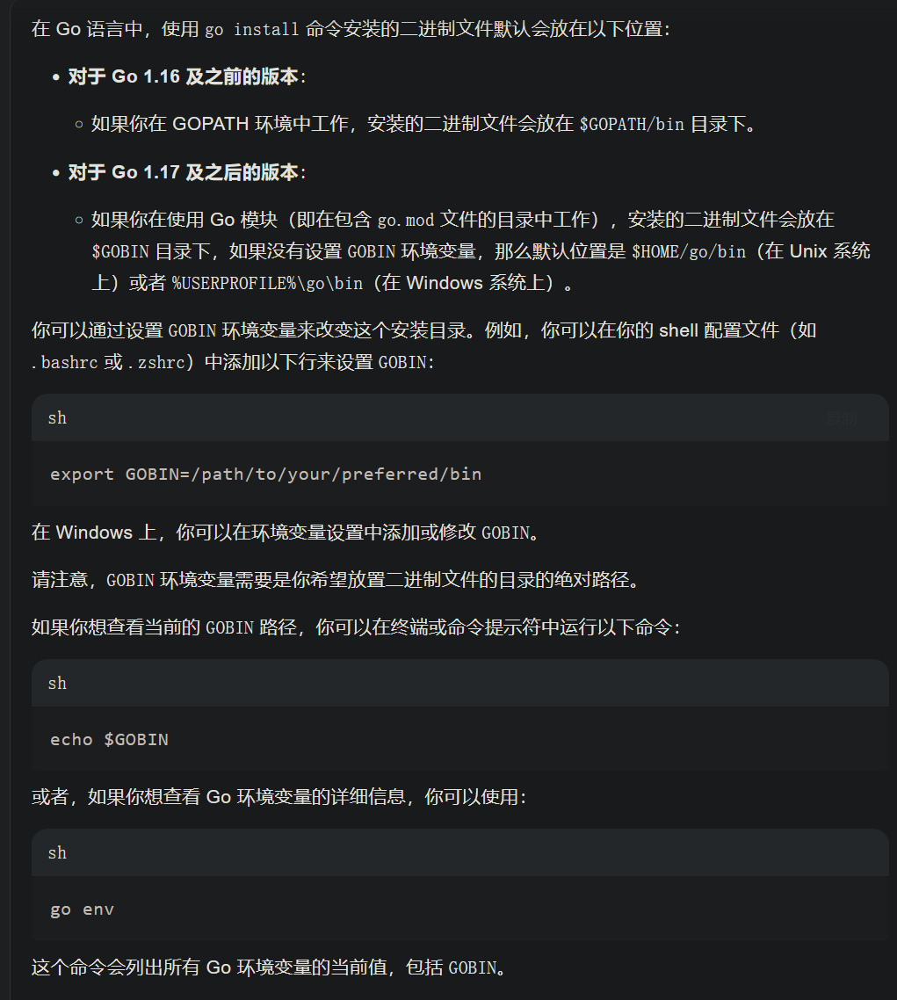 在 Go 语言中，使用 go install 命令安装的二进制文件默认会放在以下位置：
• 对于 Go 1.16 及之前的版本：
○ 如果你在 GOPATH 环境中工作，安装的二进制文件会放在 $GOPATH/bin 目录下。
• 对于 Go 1.17 及之后的版本：
○ 如果你在使用 Go 模块（即在包含 go.mod 文件的目录中工作），安装的二进制文件会放在
$GOBIN 目录下，如果没有设置 GOBIN 环境变量，那么默认位置是 $HOME/go/bin（在 Unix 系统
上）或者 %USERPROFILE%\go\bin（在 Windows 系统上）。
你可以通过设置 GOBIN 环境变量来改变这个安装目录。例如，你可以在你的 shell 配置文件（如
.bashrc 或 .zshrc）中添加以下行来设置 GOBIN：
sh 复制
export GOBIN=/path/to/your/preferred/bin
在 Windows 上，你可以在环境变量设置中添加或修改 GOBIN。
请注意，GOBIN 环境变量需要是你希望放置二进制文件的目录的绝对路径。
如果你想查看当前的 GOBIN 路径，你可以在终端或命令提示符中运行以下命令：
sh
echo $GOBIN
或者，如果你想查看 Go 环境变量的详细信息，你可以使用：
sh
go env
这个命令会列出所有 Go 环境变量的当前值，包括 GOBIN。